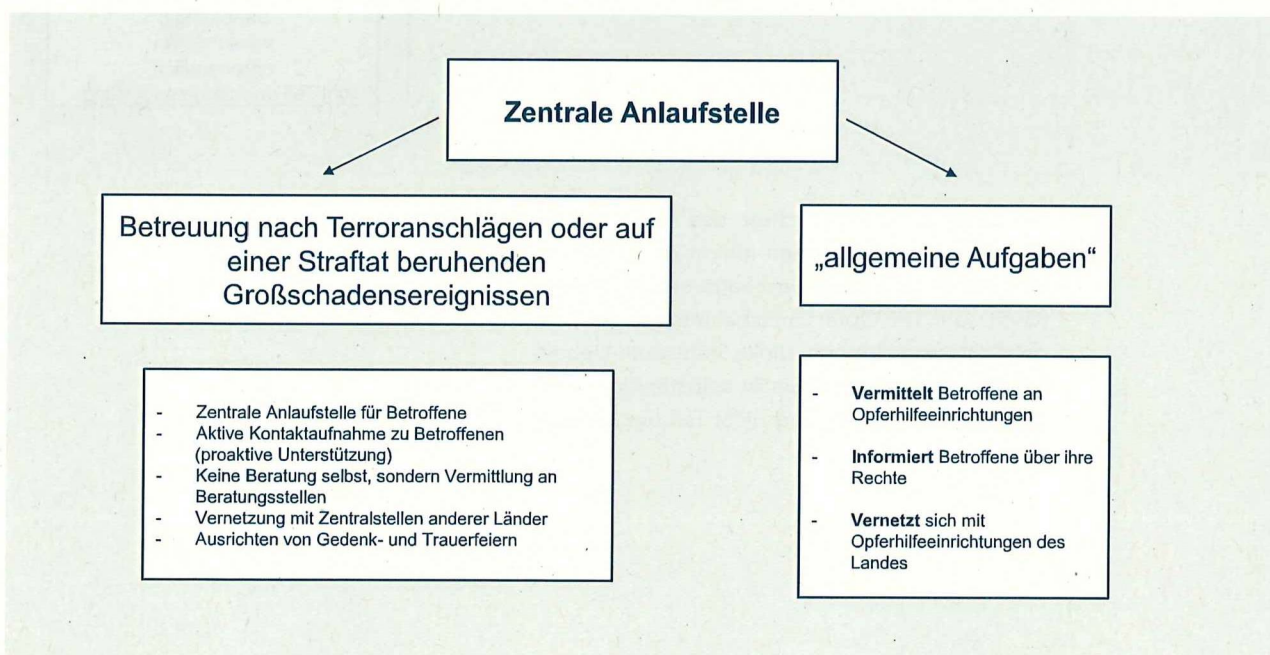 Zentrale Anlaufstelle
Betreuung nach Terroranschlägen oder auf
einer Straftat beruhenden
Großschadensereignissen
„allgemeine Aufgaben“
- Zentrale Anlaufstelle für Betroffene
- Aktive Kontaktaufnahme zu Betroffenen
(proaktive Unterstützung)
- Keine Beratung selbst, sondern Vermittlung an
Beratungsstellen
- Vernetzung mit Zentralstellen anderer Länder
- Ausrichten von Gedenk- und Trauerfeiern
- Vermittelt Betroffene an
Opferhilfeeinrichtungen
- Informiert Betroffene über ihre
Rechte
- Vernetzt sich mit
Opferhilfeeinrichtungen des
Landes